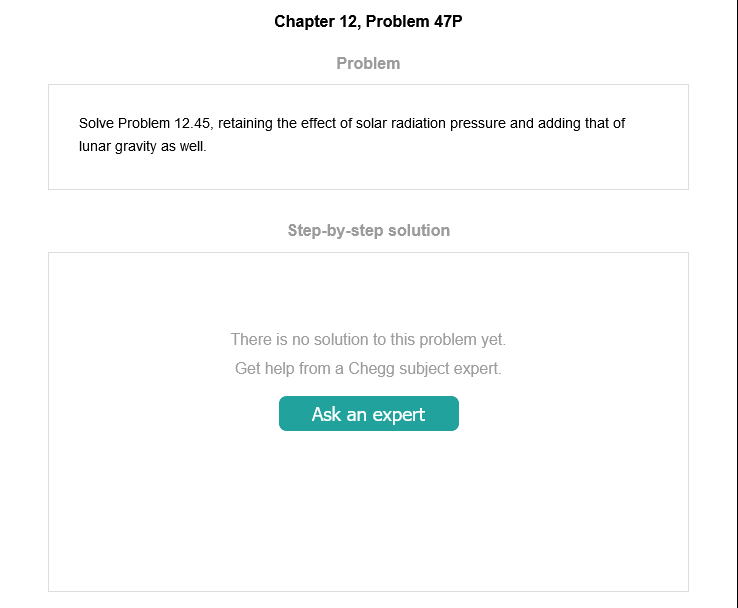 Chapter 12, Problem 47P
Problem
Solve Problem 12.45, retaining the effect of solar radiation pressure and adding that of
lunar gravity as well.
Step-by-step solution
There is no solution to this problem yet.
Get help from a Chegg subject expert.
Ask an expert